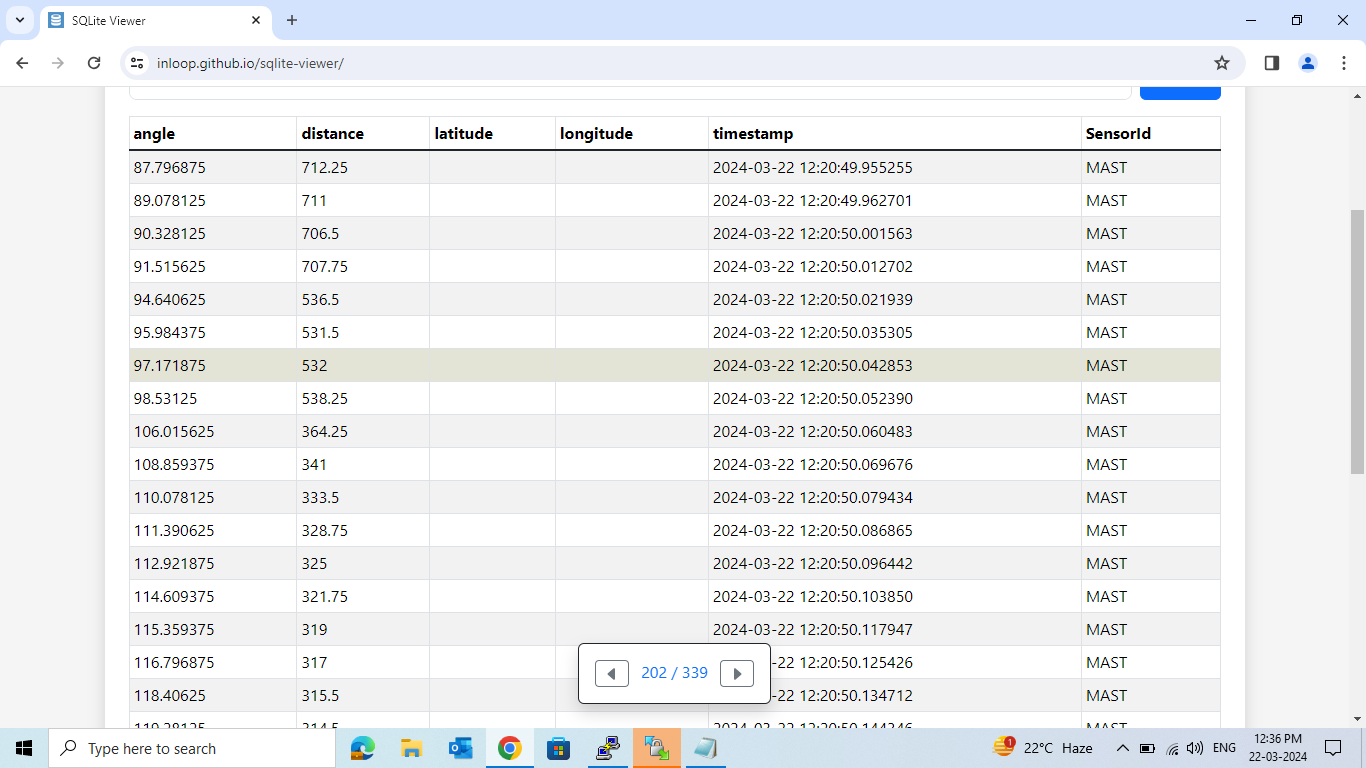 SQLite Viewer
inloop.github.io/sqlite-viewer/
angle distance latitude longitude timestamp SensorId
87.796875 712.25 2024-03-22 12:20:49.955255 MAST
89.078125 711 2024-03-22 12:20:49.962701 MAST
90.328125 706.5 2024-03-22 12:20:50.001563 MAST
91.515625 707.75 2024-03-22 12:20:50.012702 MAST
94.640625 536.5 2024-03-22 12:20:50.021939 MAST
95.984375 531.5 2024-03-22 12:20:50.035305 MAST
97.171875 532 2024-03-22 12:20:50.042853 MAST
98.53125 538.25 2024-03-22 12:20:50.052390 MAST
106.015625 364.25 2024-03-22 12:20:50.060483 MAST
108.859375 341 2024-03-22 12:20:50.069676 MAST
110.078125 333.5 2024-03-22 12:20:50.079434 MAST
111.390625 328.75 2024-03-22 12:20:50.086865 MAST
112.921875 325 2024-03-22 12:20:50.096442 MAST
114.609375 321.75 2024-03-22 12:20:50.103850 MAST
115.359375 319 2024-03-22 12:20:50.117947 MAST
116.796875 317 -22 12:20:50.125426 MAST
118.40625 315.5 -22 12:20:50.134712 MAST
202 / 339
Type here to search
1
22°C Haze
ENG
12:36 PM
22-03-2024